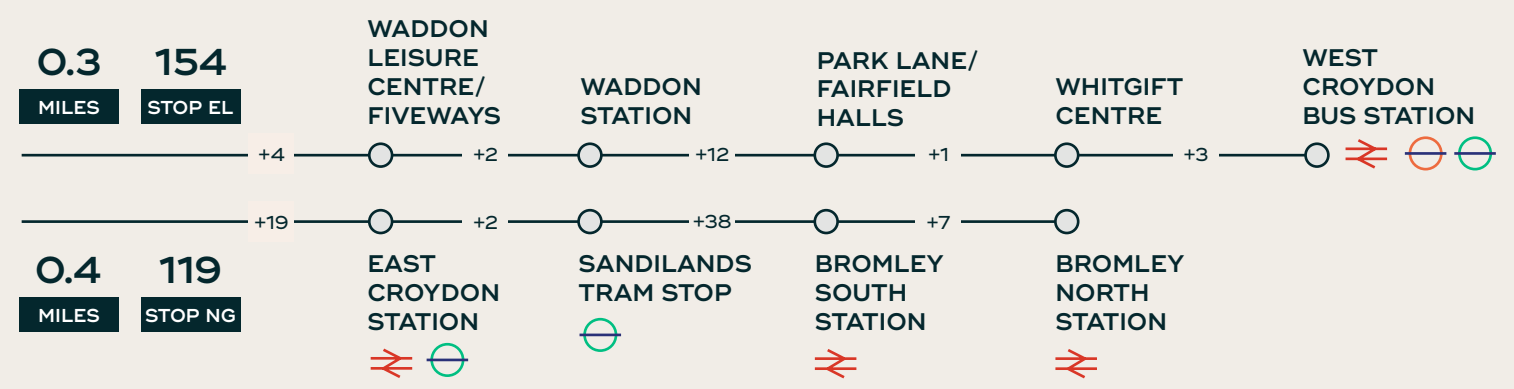 0.3
MILES
154
STOP EL
WADDON
LEISURE
CENTRE/
FIVEWAYS
WADDON
STATION
PARK LANE/
FAIRFIELD
HALLS
WHITGIFT
CENTRE
WEST
CROYDON
BUS STATION
+4
+2
+12
+1
+3
+19
+2
+38
+7
0.4
MILES
119
STOP NG
EAST
CROYDON
STATION
SANDILANDS
TRAM STOP
BROMLEY
SOUTH
STATION
BROMLEY
NORTH
STATION